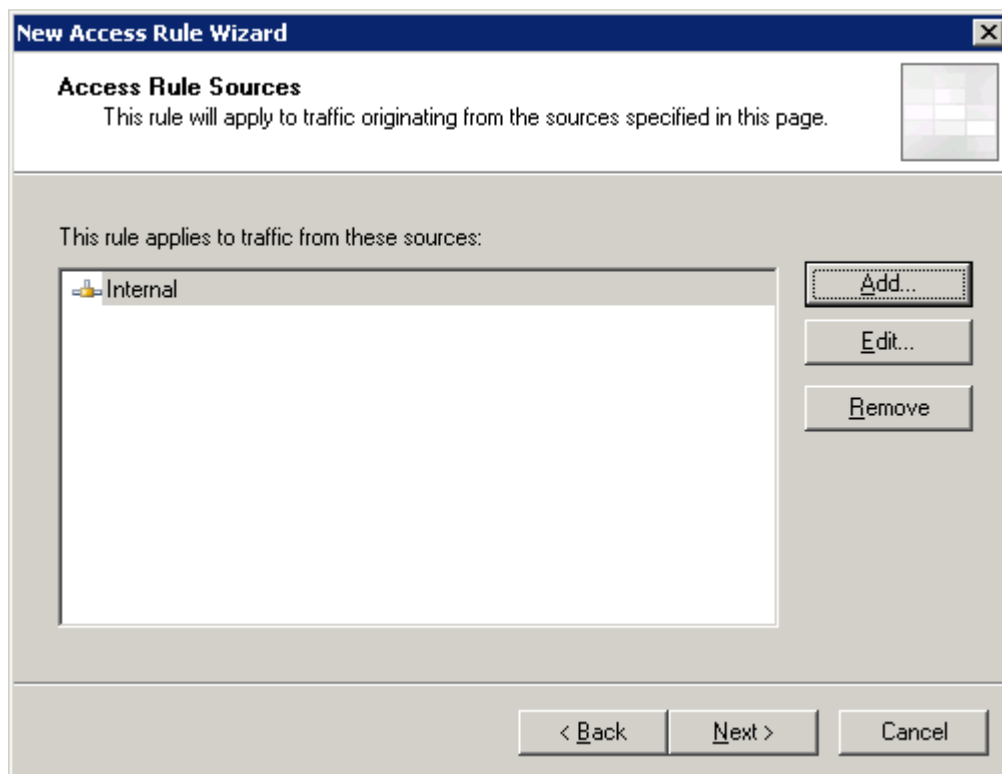 New Access Rule Wizard
Access Rule Sources
This rule will apply to traffic originating from the sources specified in this page.
This rule applies to traffic from these sources:
Internal
Add...
Edit...
Remove
< Back
Next >
Cancel